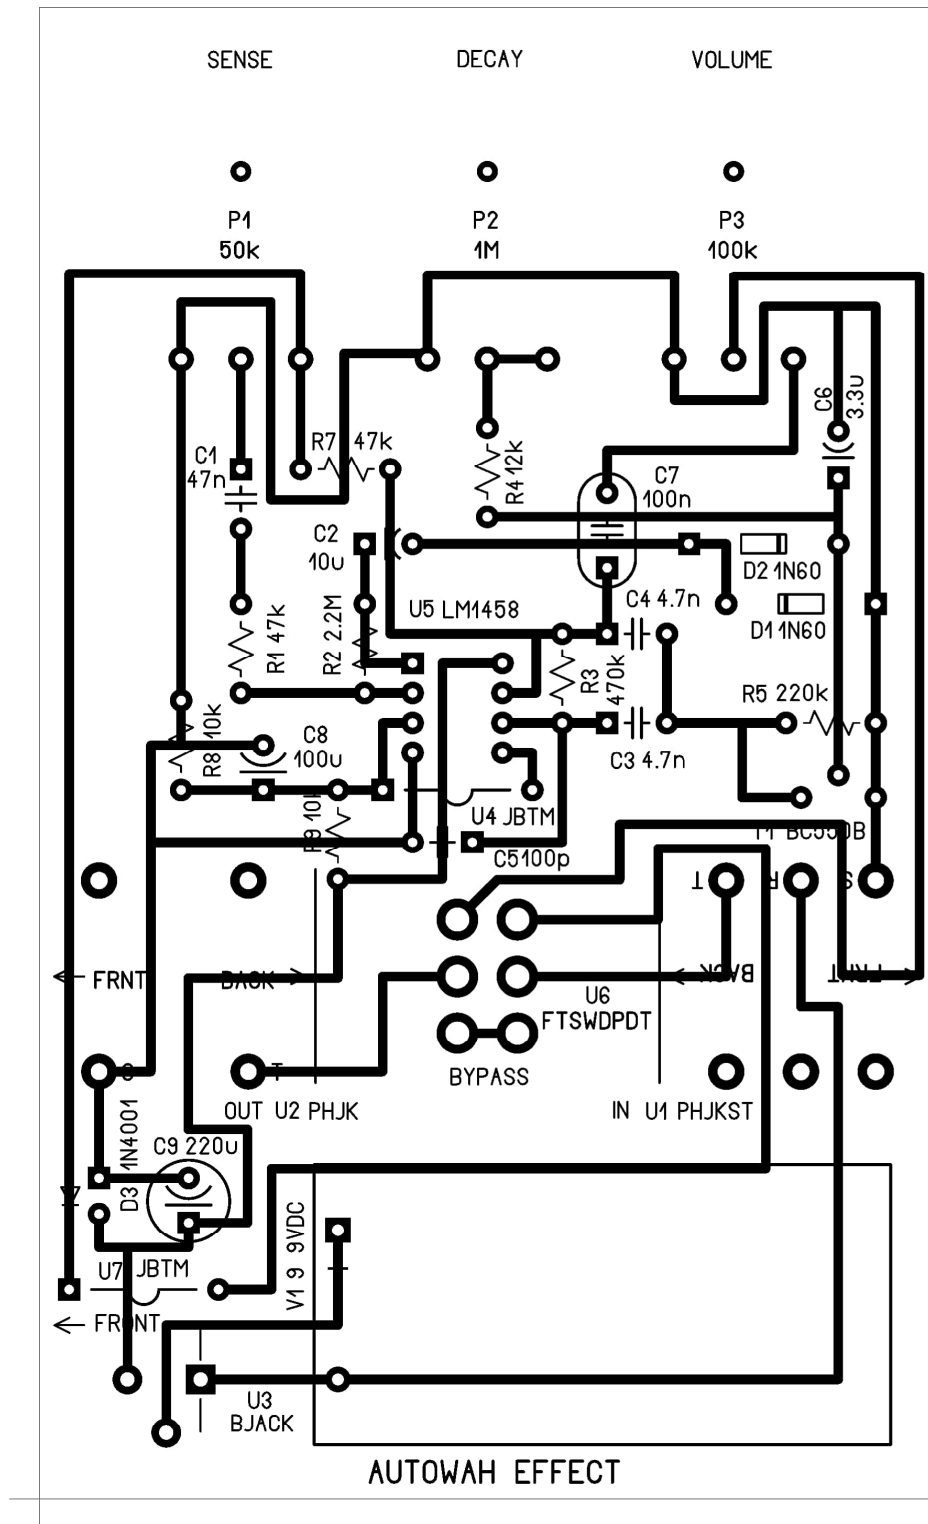 SENSE DECAY VOLUME
P1 P2 P3
50k 1M 100k
C6
3.3u
R7 47k
C1
47n
R4 12k
C7
100n
C2
10u
D2 1N60
C4 4.7n
U5 LM1458
D1 1N60
R1 47k
R2 2.2M
R3
470k
R5 220k
R8 10k
C8
100u
C3 4.7n
R9 10k
U4 JBTM
T1 BC550B
C5 100p
T R S
FRNT BACK BACK FRNT
U6
FTSWDPDT
S T
BYPASS
OUT U2 PHJK IN U1 PHJKST
D3 1N4001
C9 220u
V1 9 9VDC
U7 JBTM
FRONT
U3
BJACK
AUTOWAH EFFECT